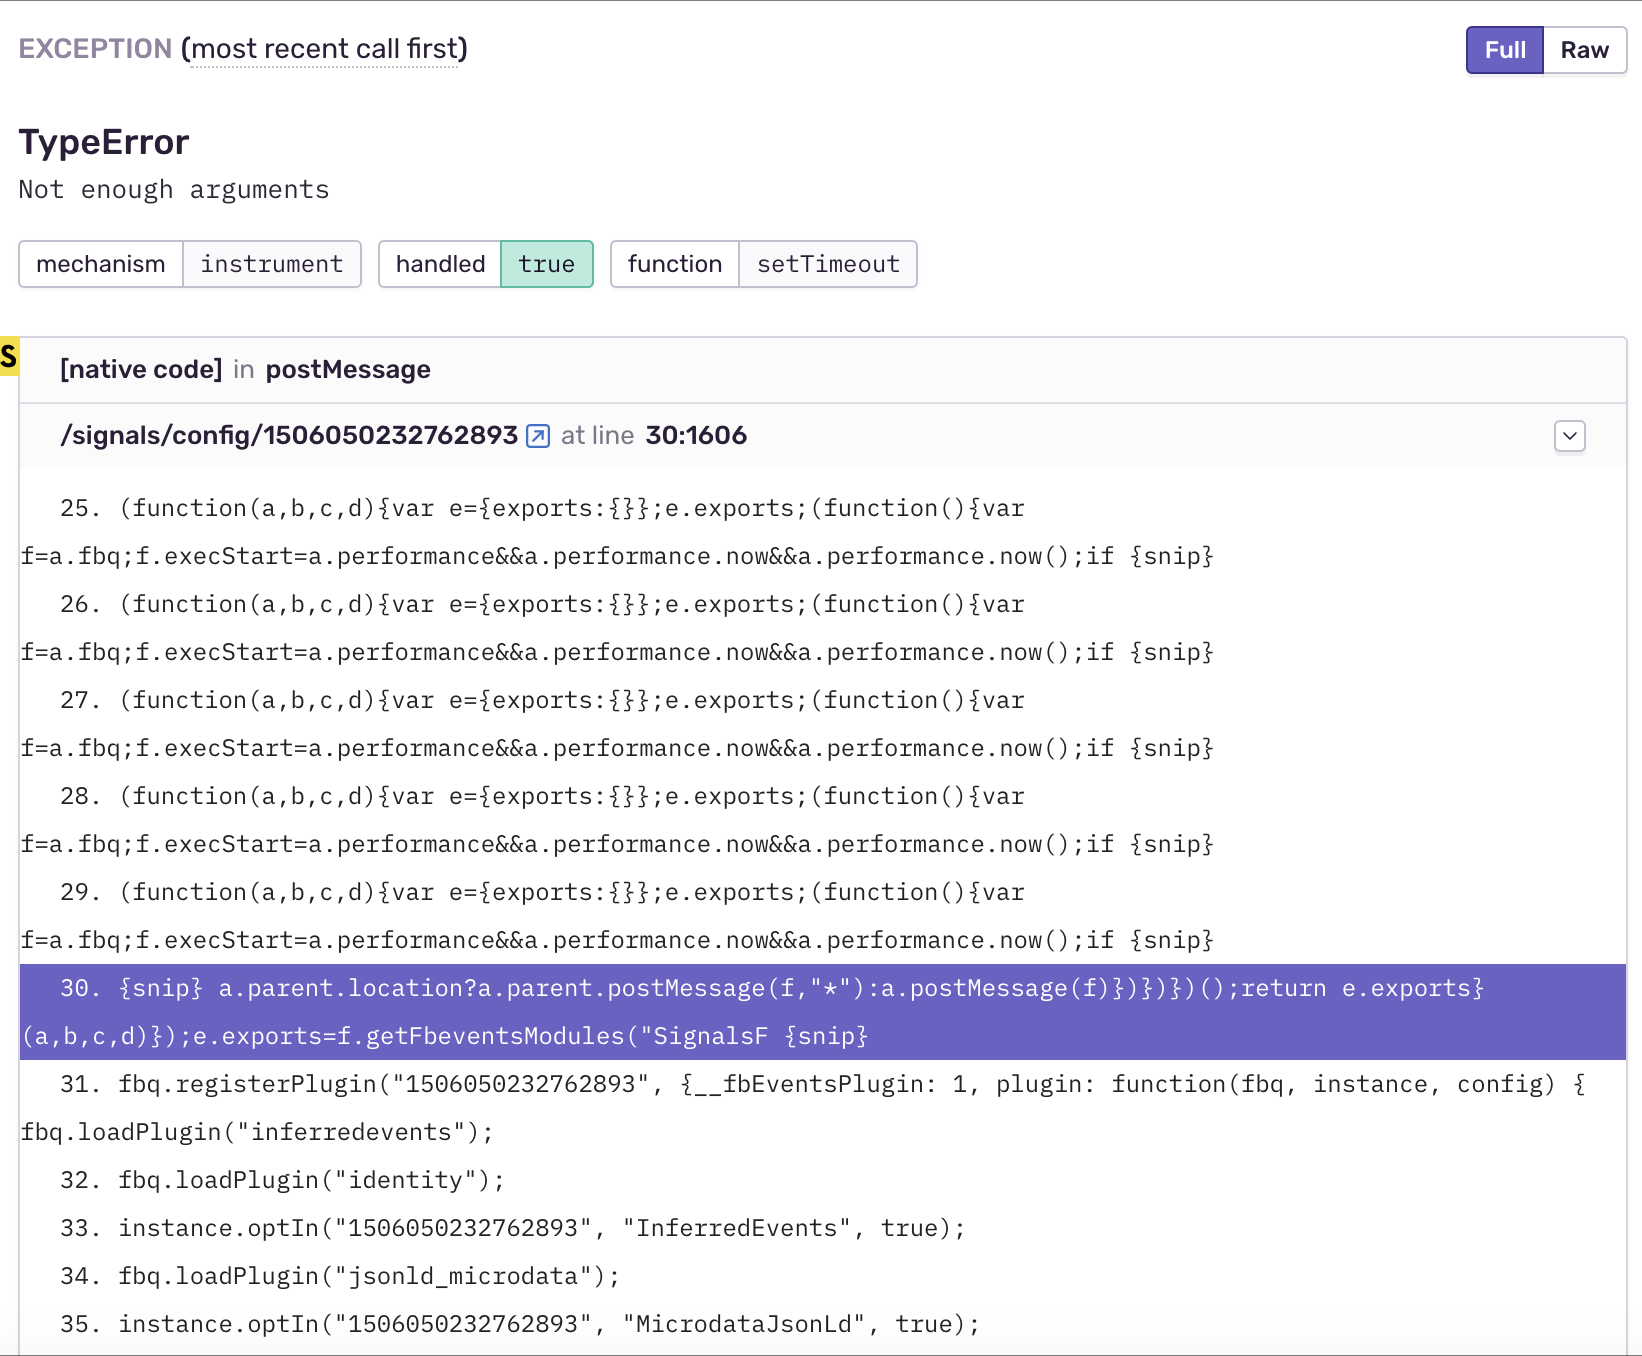 EXCEPTION (most recent call first)
Full Raw
TypeError
Not enough arguments
mechanism instrument handled true function setTimeout
S
[native code] in postMessage
/signals/config/1506050232762893 at line 30:1606
25. (function(a,b,c,d){var e={exports:{}};e.exports;(function(){var
f=a.fbq;f.execStart=a.performance&&a.performance.now&&a.performance.now();if {snip}
26. (function(a,b,c,d){var e={exports:{}};e.exports;(function(){var
f=a.fbq;f.execStart=a.performance&&a.performance.now&&a.performance.now();if {snip}
27. (function(a,b,c,d){var e={exports:{}};e.exports;(function(){var
f=a.fbq;f.execStart=a.performance&&a.performance.now&&a.performance.now();if {snip}
28. (function(a,b,c,d){var e={exports:{}};e.exports;(function(){var
f=a.fbq;f.execStart=a.performance&&a.performance.now&&a.performance.now();if {snip}
29. (function(a,b,c,d){var e={exports:{}};e.exports;(function(){var
f=a.fbq;f.execStart=a.performance&&a.performance.now&&a.performance.now();if {snip}
30. {snip} a.parent.location?a.parent.postMessage(f,"*"):a.postMessage(f)})})})();return e.exports}
(a,b,c,d)});e.exports=f.getFbeventsModules("SignalsF {snip}
31. fbq.registerPlugin("1506050232762893", {__fbEventsPlugin: 1, plugin: function(fbq, instance, config) {
fbq.loadPlugin("inferredevents");
32. fbq.loadPlugin("identity");
33. instance.optIn("1506050232762893", "InferredEvents", true);
34. fbq.loadPlugin("jsonld_microdata");
35. instance.optIn("1506050232762893", "MicrodataJsonLd", true);